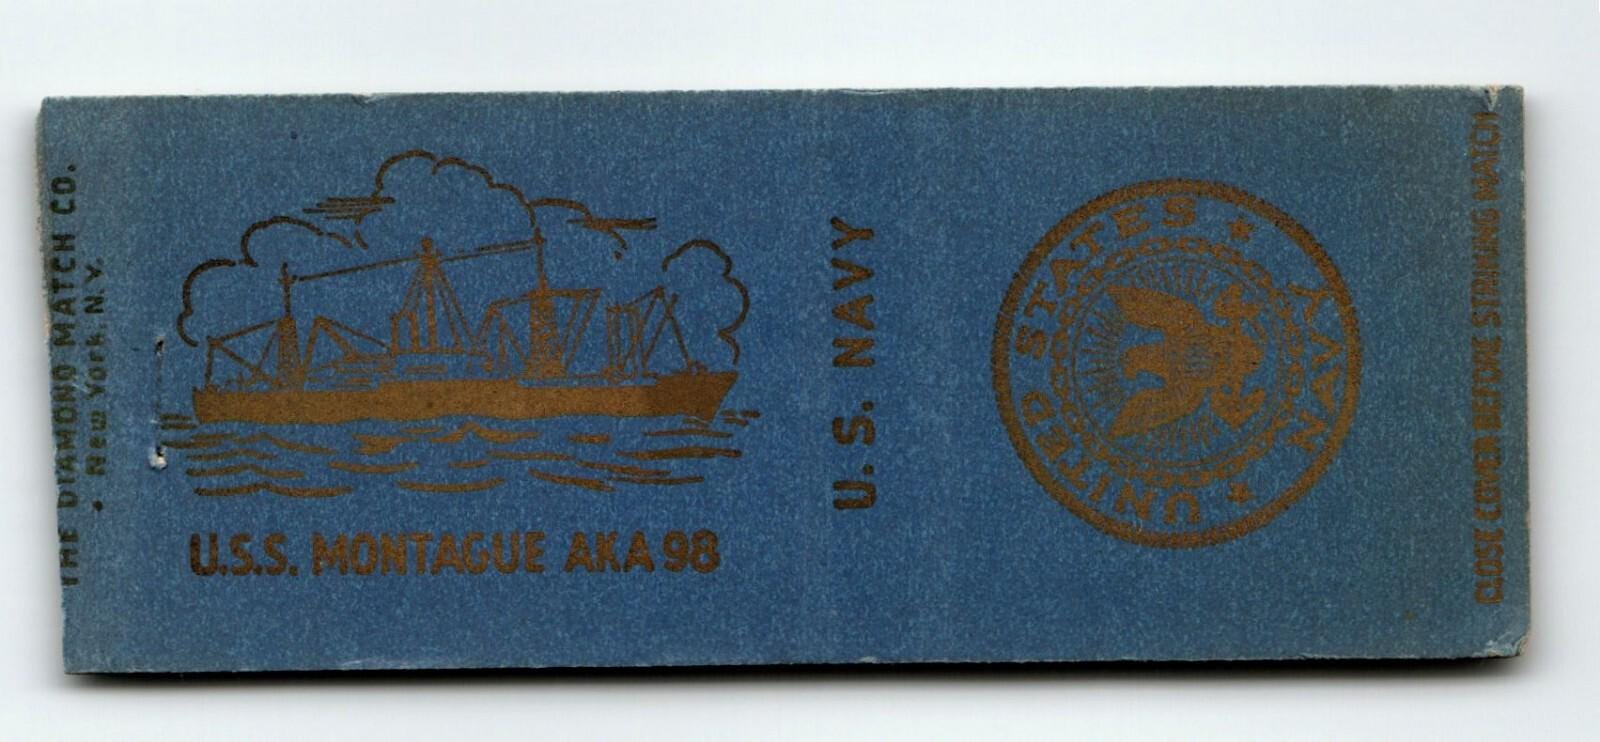 THE DIAMOND MATCH CO.
• New York, N.Y.
U.S.S. MONTAGUE AKA 98
U. S. NAVY
UNITED STATES ★ NAVY ★
CLOSE COVER BEFORE STRIKING MATCH